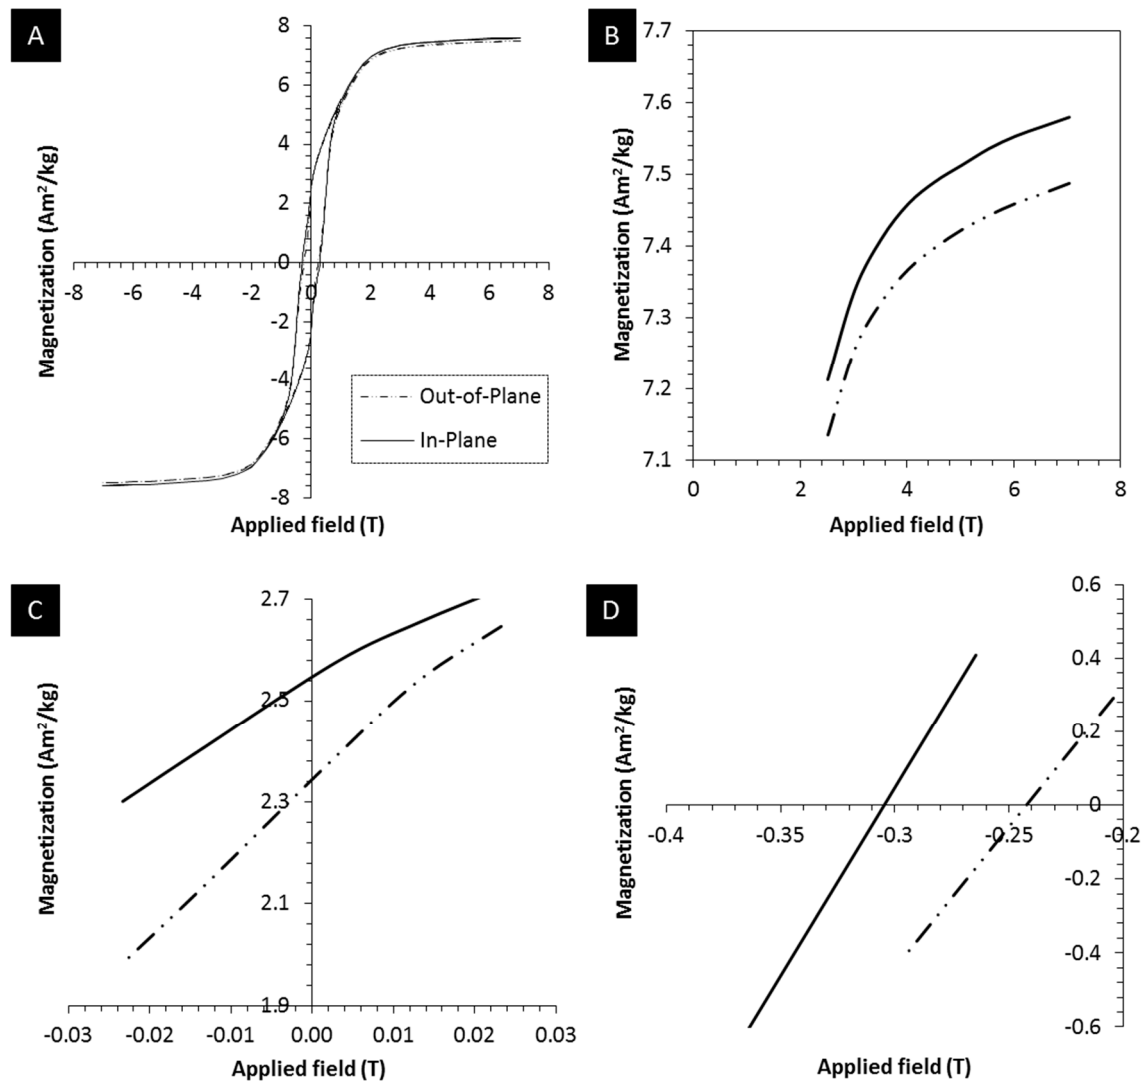 A
8
6
4
2
0
-2
-4
-6
-8
-8 -6 -4 -2 0 2 4 6 8
Magnetization (Am²/kg)
Applied field (T)
Out-of-Plane
In-Plane
B
7.7
7.6
7.5
7.4
7.3
7.2
7.1
0 2 4 6 8
Magnetization (Am²/kg)
Applied field (T)
C
2.7
2.5
2.3
2.1
1.9
-0.03 -0.02 -0.01 0.00 0.01 0.02 0.03
Magnetization (Am²/kg)
Applied field (T)
D
0.6
0.4
0.2
0
-0.2
-0.4
-0.6
-0.4 -0.35 -0.3 -0.25 -0.2
Magnetization (Am²/kg)
Applied field (T)